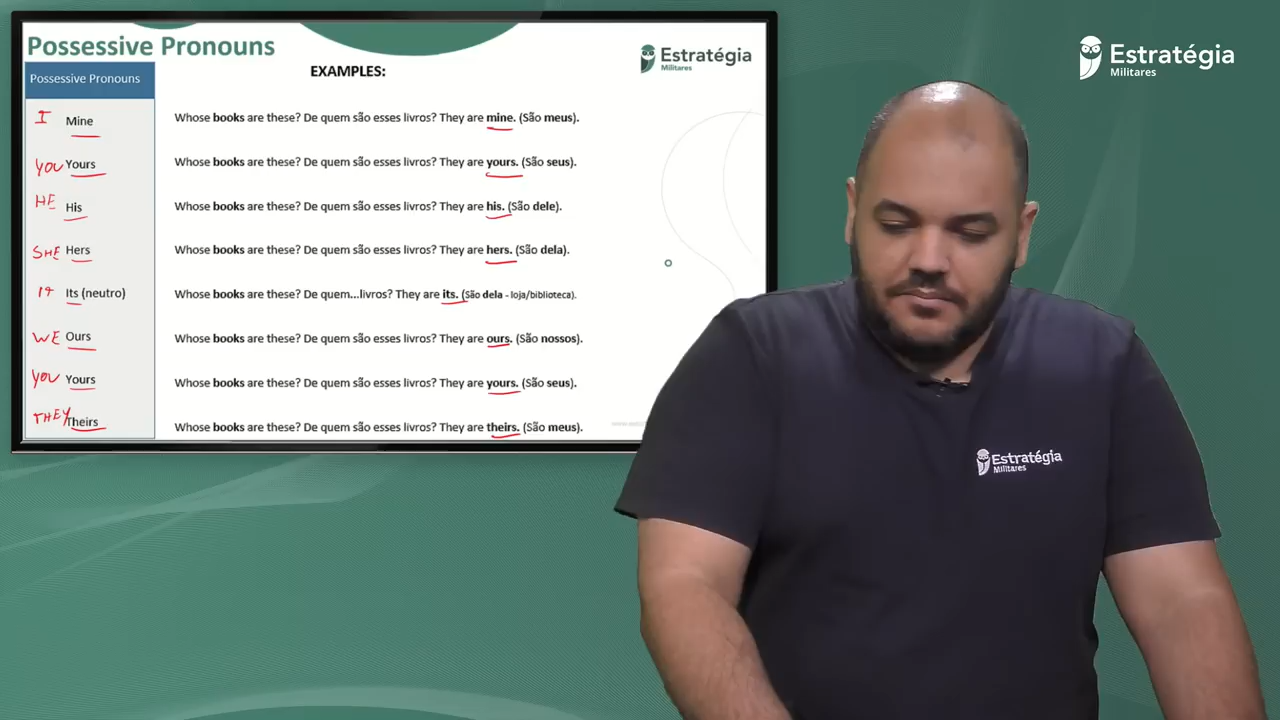 Possessive Pronouns
Estratégia
Militares
Possessive Pronouns
EXAMPLES:
I Mine
Whose books are these? De quem são esses livros? They are mine. (São meus).
YOU Yours
Whose books are these? De quem são esses livros? They are yours. (São seus).
HE His
Whose books are these? De quem são esses livros? They are his. (São dele).
SHE Hers
Whose books are these? De quem são esses livros? They are hers. (São dela).
It Its (neutro)
Whose books are these? De quem...livros? They are its. (São dela - loja/biblioteca).
WE Ours
Whose books are these? De quem são esses livros? They are ours. (São nossos).
YOU Yours
Whose books are these? De quem são esses livros? They are yours. (São seus).
THEY Theirs
Whose books are these? De quem são esses livros? They are theirs. (São meus).
Estratégia
Militares
Estratégia
Militares